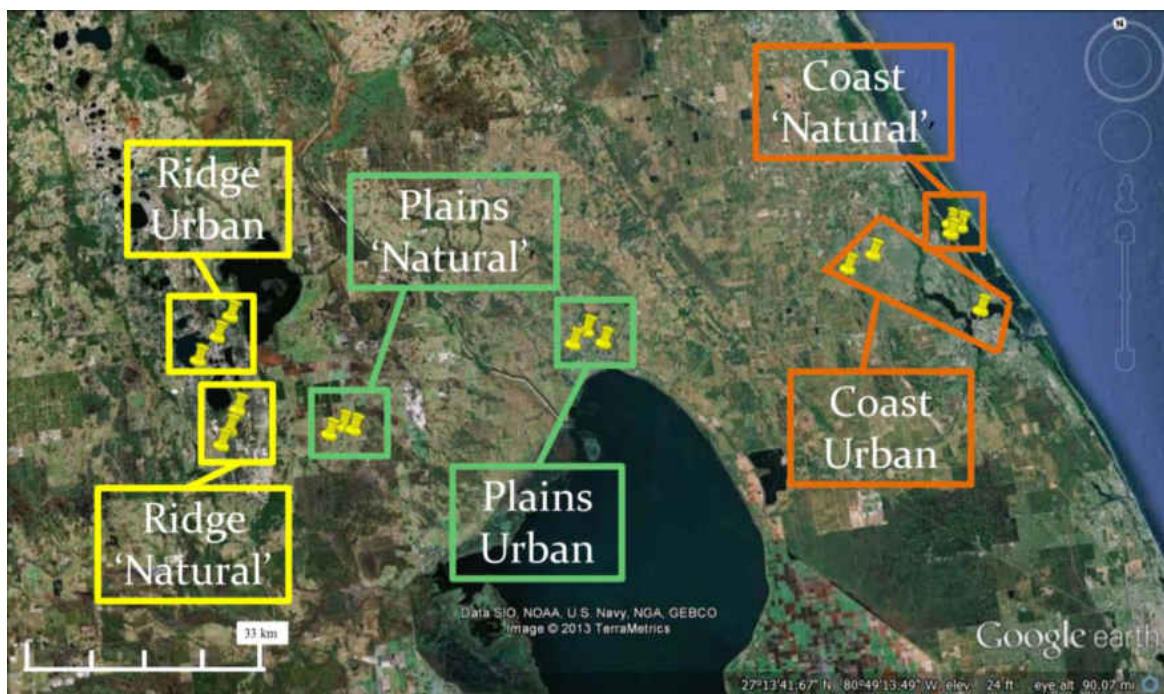 N
Coast
‘Natural’
Ridge
Urban
Plains
‘Natural’
Coast
Urban
Plains
Urban
Ridge
‘Natural’
33 km
Data SIO, NOAA, U.S. Navy, NGA, GEBCO
Image © 2013 TerraMetrics
Google earth
27°13'41.67" N 80°49'13.49" W elev 24 ft eye alt 90.07 mi